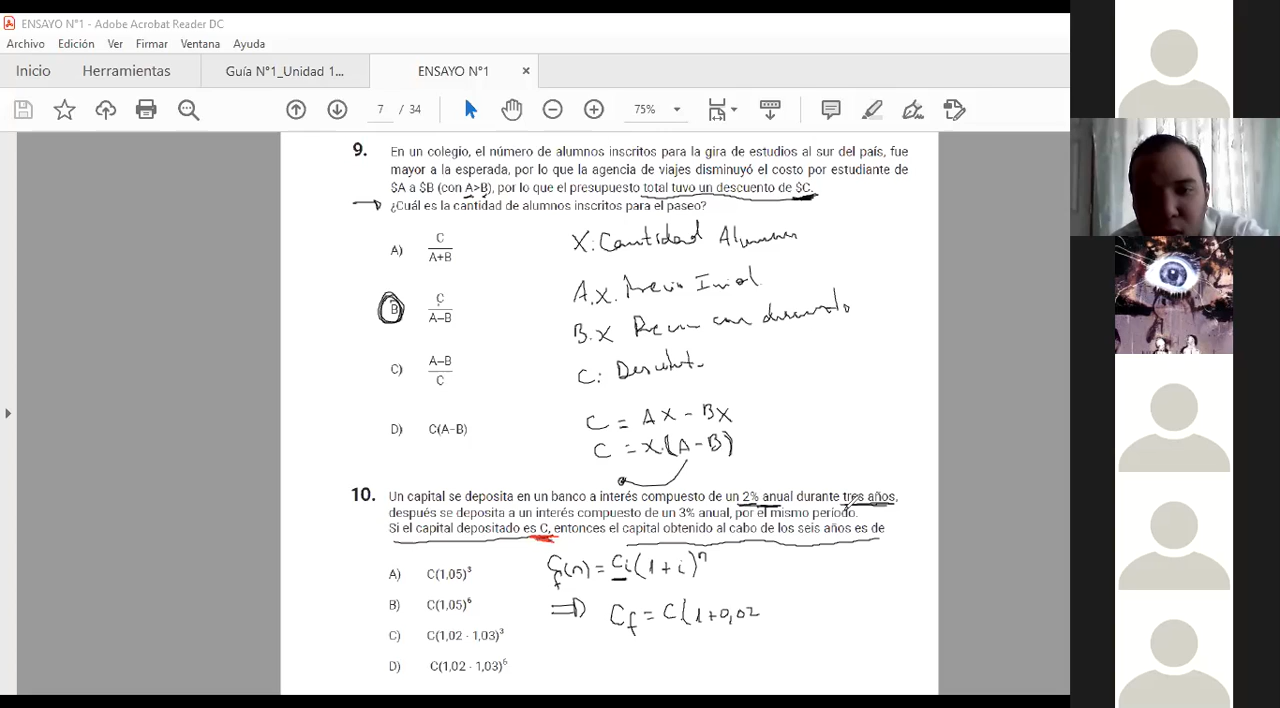 ENSAYO N°1 - Adobe Acrobat Reader DC
Archivo Edición Ver Firmar Ventana Ayuda
Inicio Herramientas Guía N°1_Unidad 1... ENSAYO N°1 ×
7 / 34 75%
9. En un colegio, el número de alumnos inscritos para la gira de estudios al sur del país, fue
mayor a la esperada, por lo que la agencia de viajes disminuyó el costo por estudiante de
$A a $B (con A>B), por lo que el presupuesto total tuvo un descuento de $C.
¿Cuál es la cantidad de alumnos inscritos para el paseo?
A) C/(A+B)
B) C/(A–B)
C) (A–B)/C
D) C(A–B)
X: Cantidad Alumnos
A.x.
B.x
C:
C = Ax - Bx
C = x.(A-B)
10. Un capital se deposita en un banco a interés compuesto de un 2% anual durante tres años,
después se deposita a un interés compuesto de un 3% anual, por el mismo período.
Si el capital depositado es C, entonces el capital obtenido al cabo de los seis años es de
A) C(1,05)³
B) C(1,05)⁶
C) C(1,02 · 1,03)³
D) C(1,02 · 1,03)⁶
Cf(n) = Ci(1+i)ⁿ
⇒ Cf = C(1+0,02